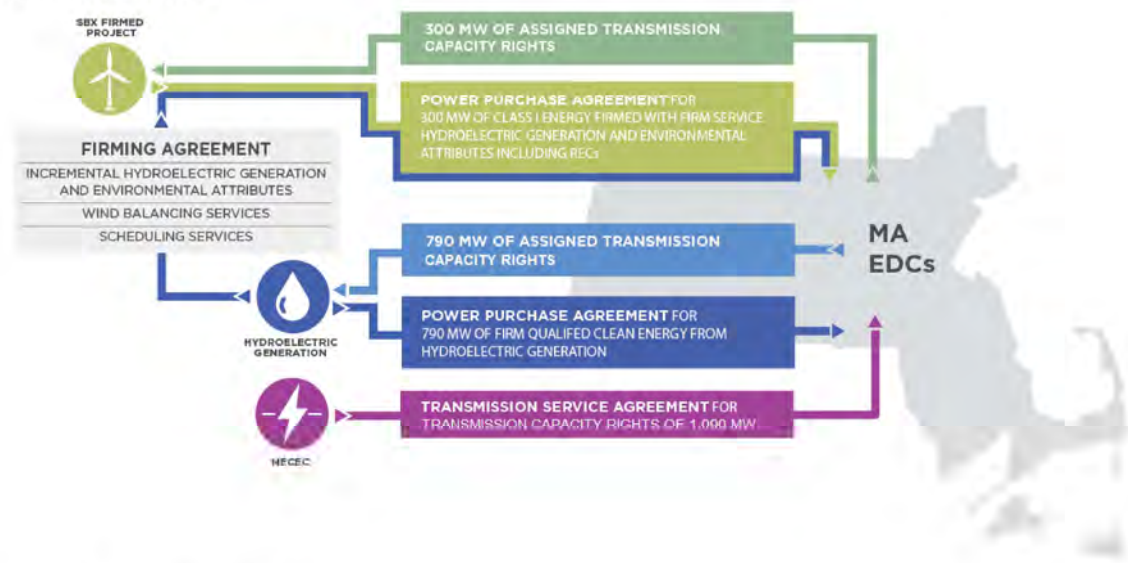 SBX FIRMED
PROJECT
300 MW OF ASSIGNED TRANSMISSION
CAPACITY RIGHTS
POWER PURCHASE AGREEMENT FOR
300 MW OF CLASS I ENERGY FIRMED WITH FIRM SERVICE
HYDROELECTRIC GENERATION AND ENVIRONMENTAL
ATTRIBUTES INCLUDING RECs
FIRMING AGREEMENT
INCREMENTAL HYDROELECTRIC GENERATION
AND ENVIRONMENTAL ATTRIBUTES
WIND BALANCING SERVICES
SCHEDULING SERVICES
790 MW OF ASSIGNED TRANSMISSION
CAPACITY RIGHTS
MA
EDCs
HYDROELECTRIC
GENERATION
POWER PURCHASE AGREEMENT FOR
790 MW OF FIRM QUALIFED CLEAN ENERGY FROM
HYDROELECTRIC GENERATION
TRANSMISSION SERVICE AGREEMENT FOR
TRANSMISSION CAPACITY RIGHTS OF 1,090 MW
NECEC